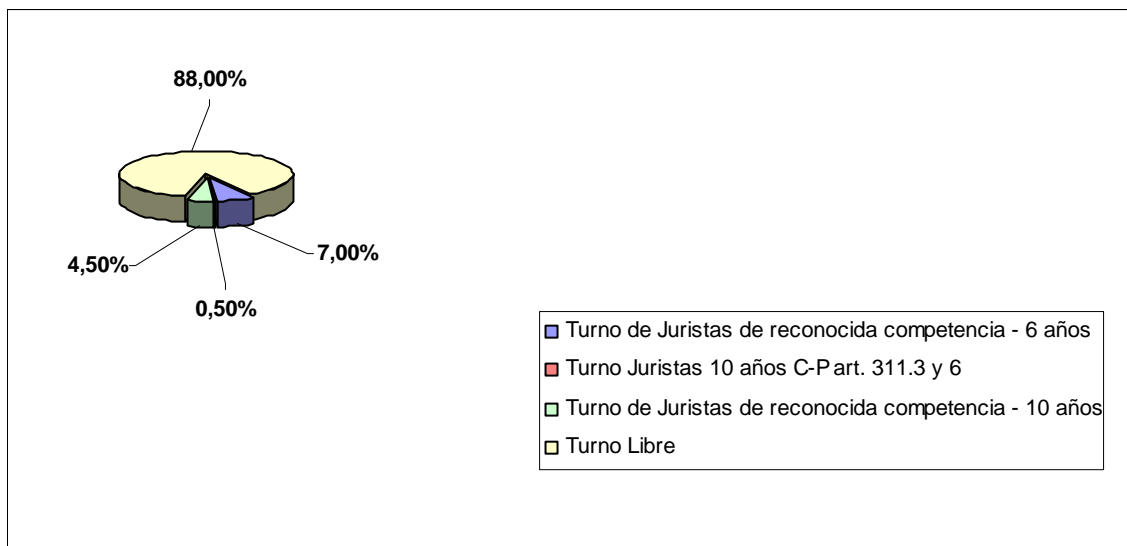 88,00%
7,00%
4,50%
0,50%
Turno de Juristas de reconocida competencia - 6 años
Turno Juristas 10 años C-P art. 311.3 y 6
Turno de Juristas de reconocida competencia - 10 años
Turno Libre